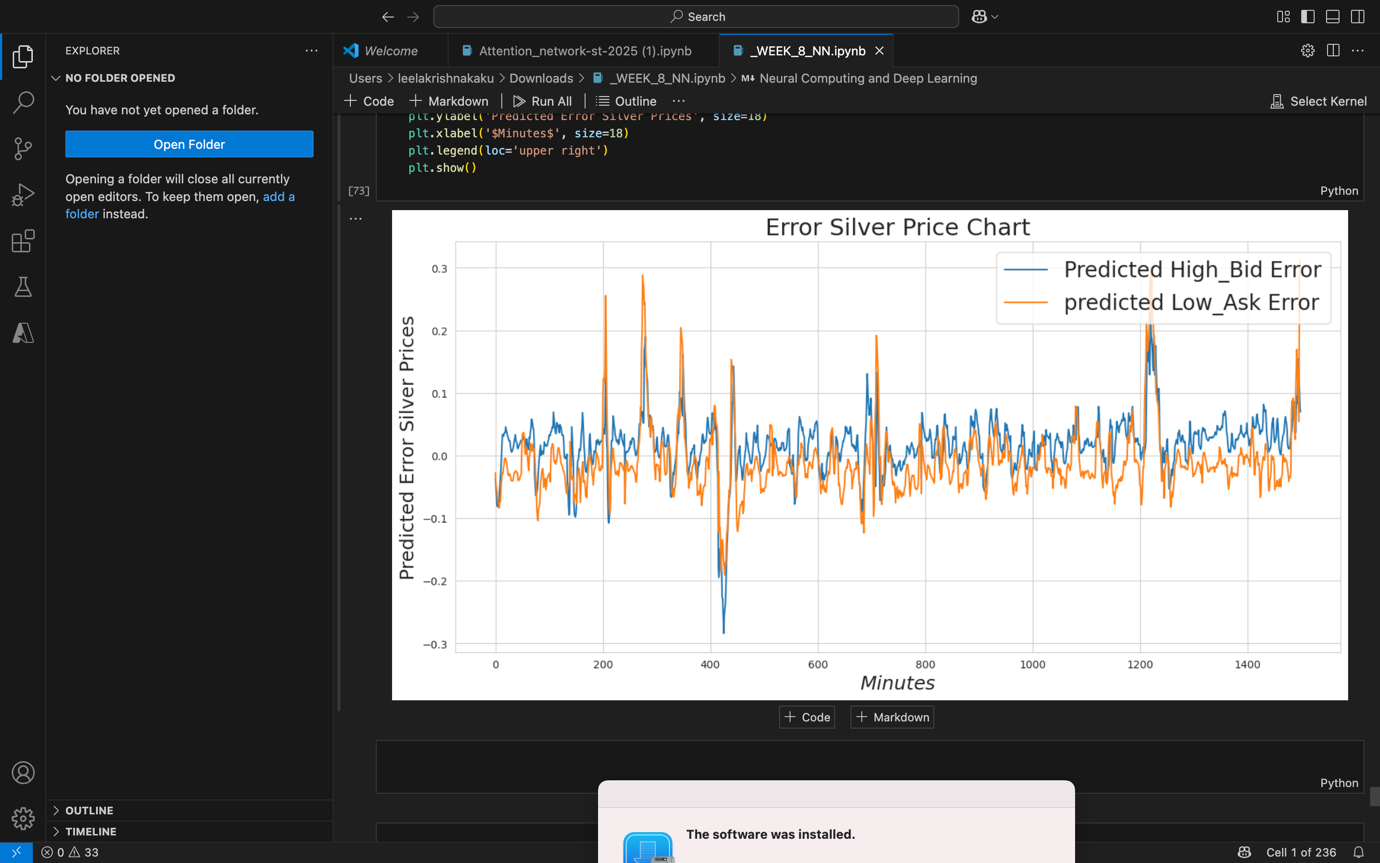 Search
EXPLORER
NO FOLDER OPENED
You have not yet opened a folder.
Open Folder
Opening a folder will close all currently
open editors. To keep them open, add a
folder instead.
OUTLINE
TIMELINE
Welcome
Attention_network-st-2025 (1).ipynb
_WEEK_8_NN.ipynb
Users > leelakrishnakaku > Downloads > _WEEK_8_NN.ipynb > M↓ Neural Computing and Deep Learning
+ Code + Markdown Run All Outline ...
Select Kernel
plt.ylabel('Predicted Error Silver Prices', size=18)
plt.xlabel('$Minutes$', size=18)
plt.legend(loc='upper right')
plt.show()
[73]
Python
Error Silver Price Chart
Predicted High_Bid Error
predicted Low_Ask Error
Predicted Error Silver Prices
0.3
0.2
0.1
0.0
−0.1
−0.2
−0.3
0 200 400 600 800 1000 1200 1400
Minutes
+ Code + Markdown
Python
The software was installed.
0 33
Cell 1 of 236